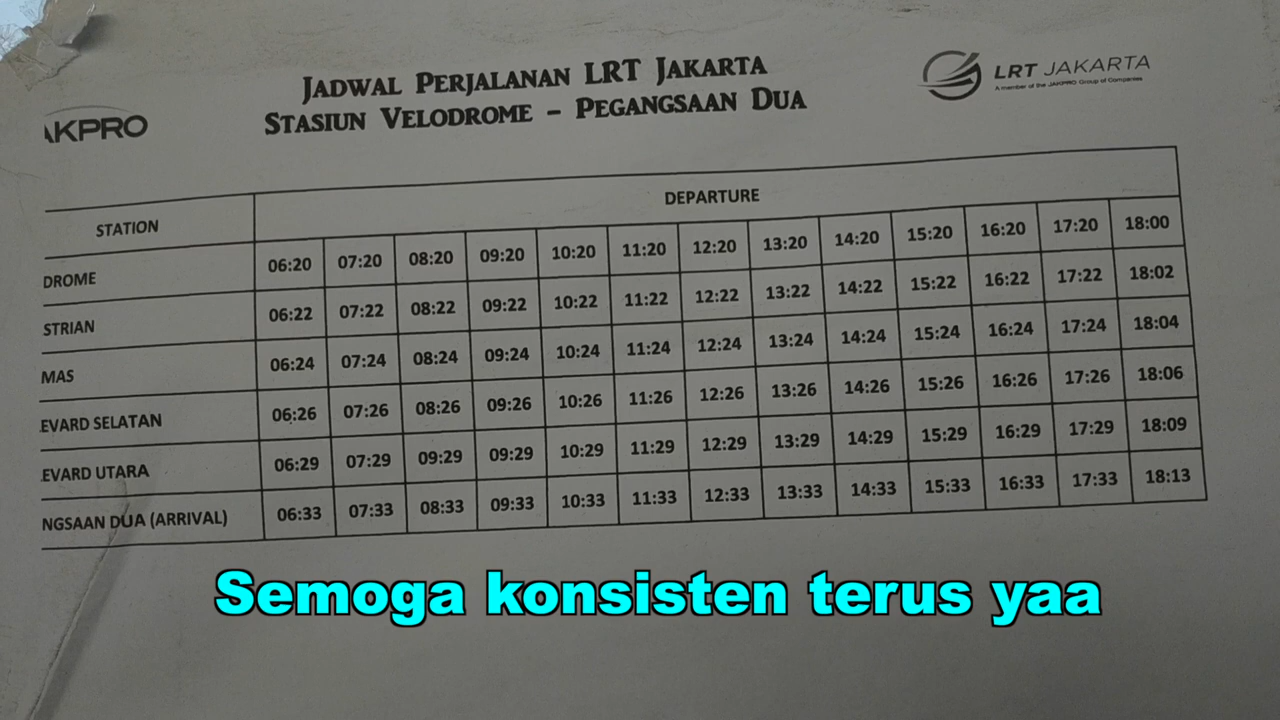 JADWAL PERJALANAN LRT JAKARTA
STASIUN VELODROME – PEGANGSAAN DUA
AKPRO
LRT JAKARTA
A member of the JAKPRO Group of Companies
STATION DEPARTURE
DROME 06:20 07:20 08:20 09:20 10:20 11:20 12:20 13:20 14:20 15:20 16:20 17:20 18:00
STRIAN 06:22 07:22 08:22 09:22 10:22 11:22 12:22 13:22 14:22 15:22 16:22 17:22 18:02
MAS 06:24 07:24 08:24 09:24 10:24 11:24 12:24 13:24 14:24 15:24 16:24 17:24 18:04
EVARD SELATAN 06:26 07:26 08:26 09:26 10:26 11:26 12:26 13:26 14:26 15:26 16:26 17:26 18:06
EVARD UTARA 06:29 07:29 09:29 09:29 10:29 11:29 12:29 13:29 14:29 15:29 16:29 17:29 18:09
NGSAAN DUA (ARRIVAL) 06:33 07:33 08:33 09:33 10:33 11:33 12:33 13:33 14:33 15:33 16:33 17:33 18:13
Semoga konsisten terus yaa